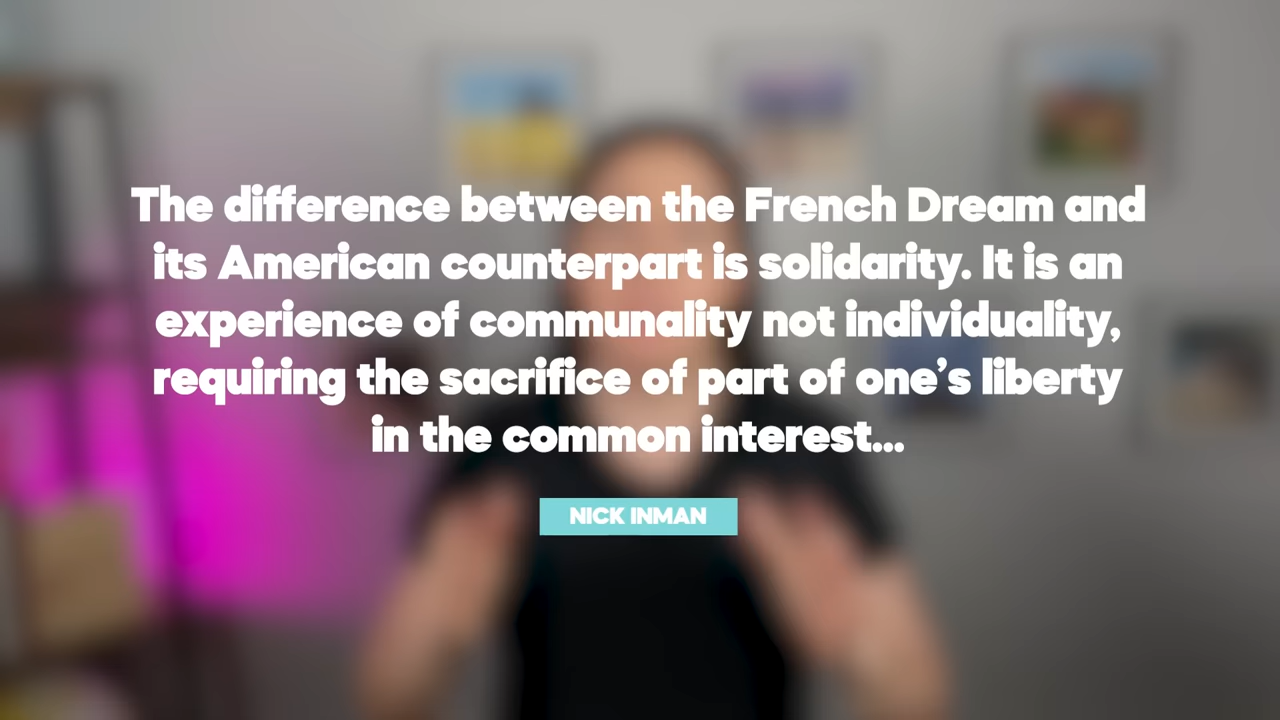 The difference between the French Dream and
its American counterpart is solidarity. It is an
experience of communality not individuality,
requiring the sacrifice of part of one’s liberty
in the common interest...
NICK INMAN